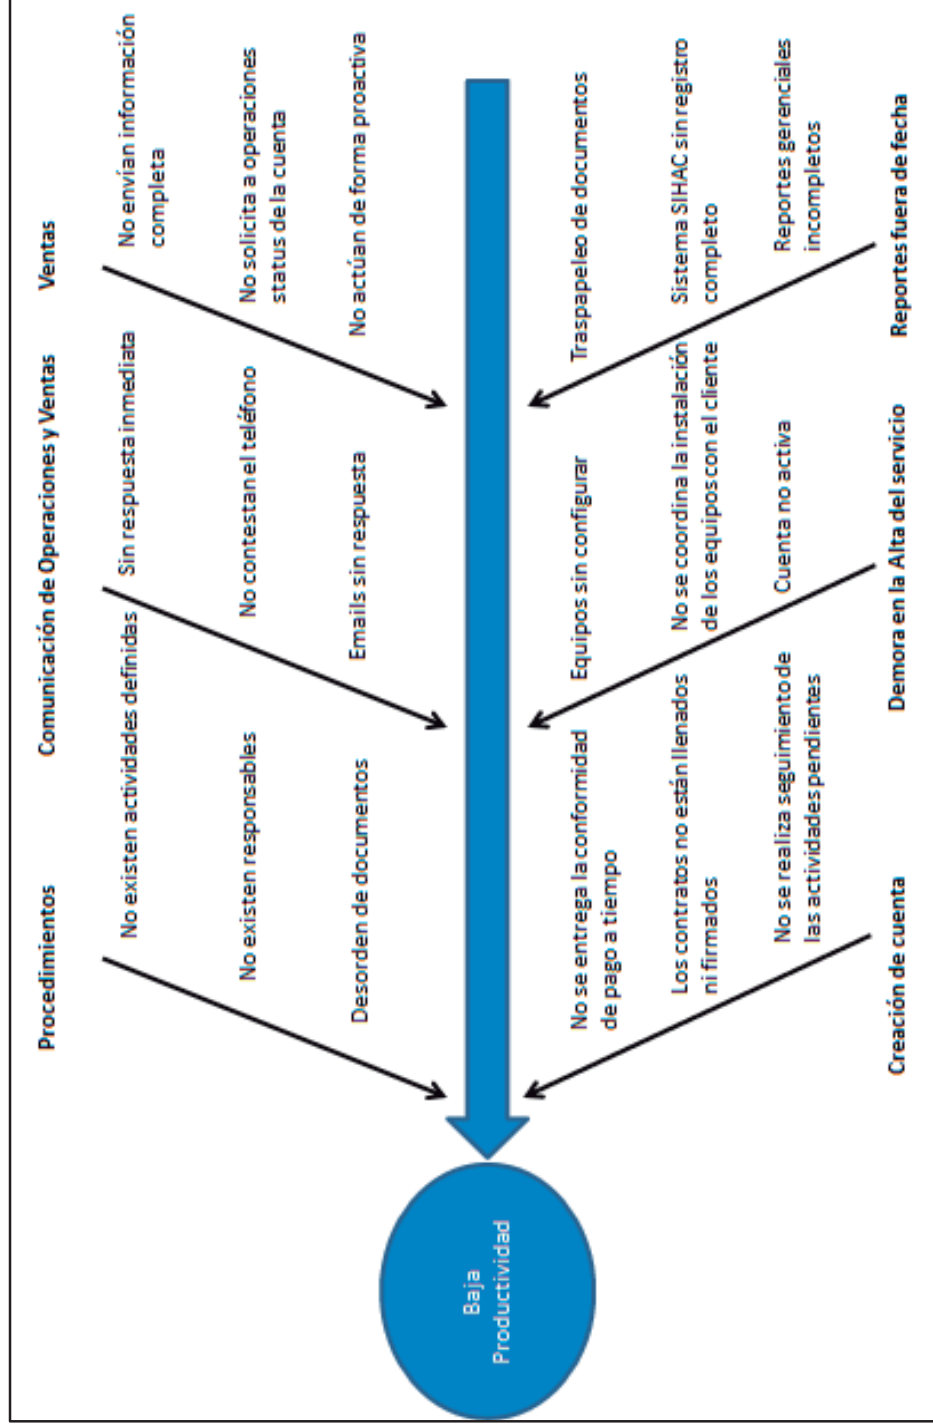 Procedimientos
No existen actividades definidas
No existen responsables
Desorden de documentos
Comunicación de Operaciones y Ventas
Sin respuesta inmediata
No contestan el teléfono
Emails sin respuesta
Ventas
No envían información
completa
No solicita a operaciones
status de la cuenta
No actúan de forma proactiva
Baja
Productividad
No se entrega la conformidad
de pago a tiempo
Los contratos no están llenados
ni firmados
No se realiza seguimiento de
las actividades pendientes
Creación de cuenta
Equipos sin configurar
No se coordina la instalación
de los equipos con el cliente
Cuenta no activa
Demora en la Alta del servicio
Traspapeleo de documentos
Sistema SIHAC sin registro
completo
Reportes gerenciales
incompletos
Reportes fuera de fecha